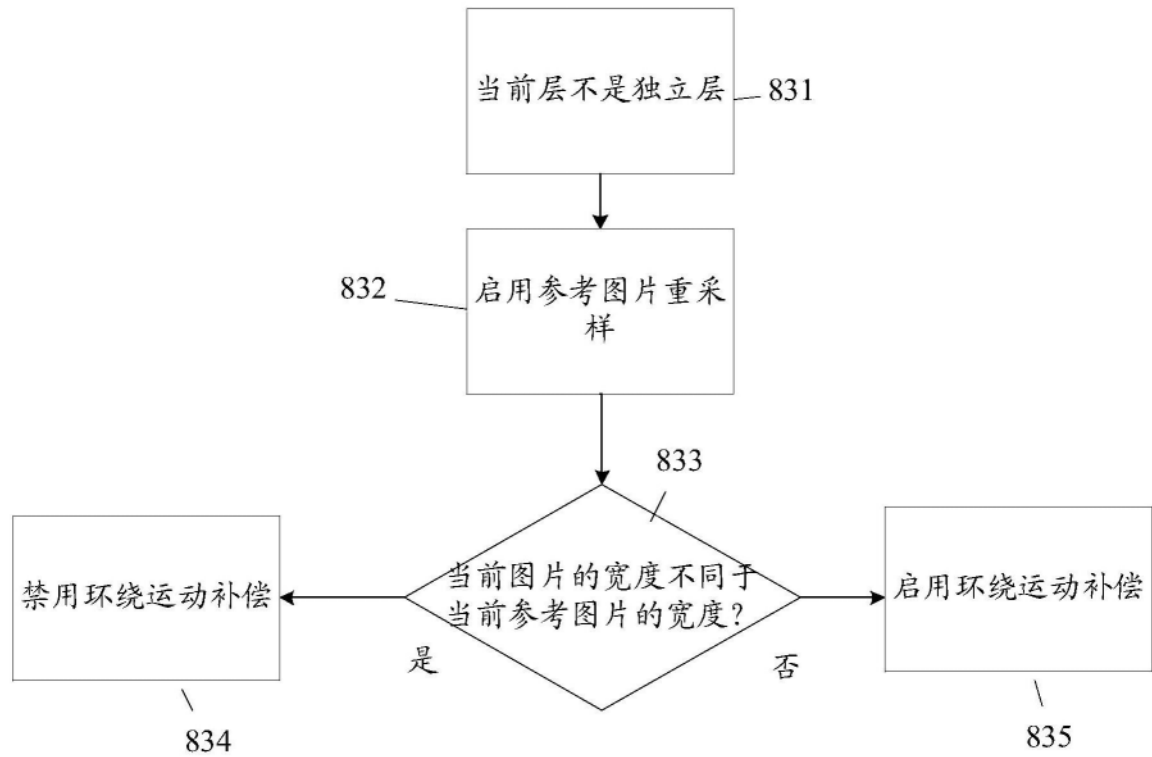 当前层不是独立层
831
832
启用参考图片重采
样
833
当前图片的宽度不同于
当前参考图片的宽度？
禁用环绕运动补偿
启用环绕运动补偿
是
否
834
835